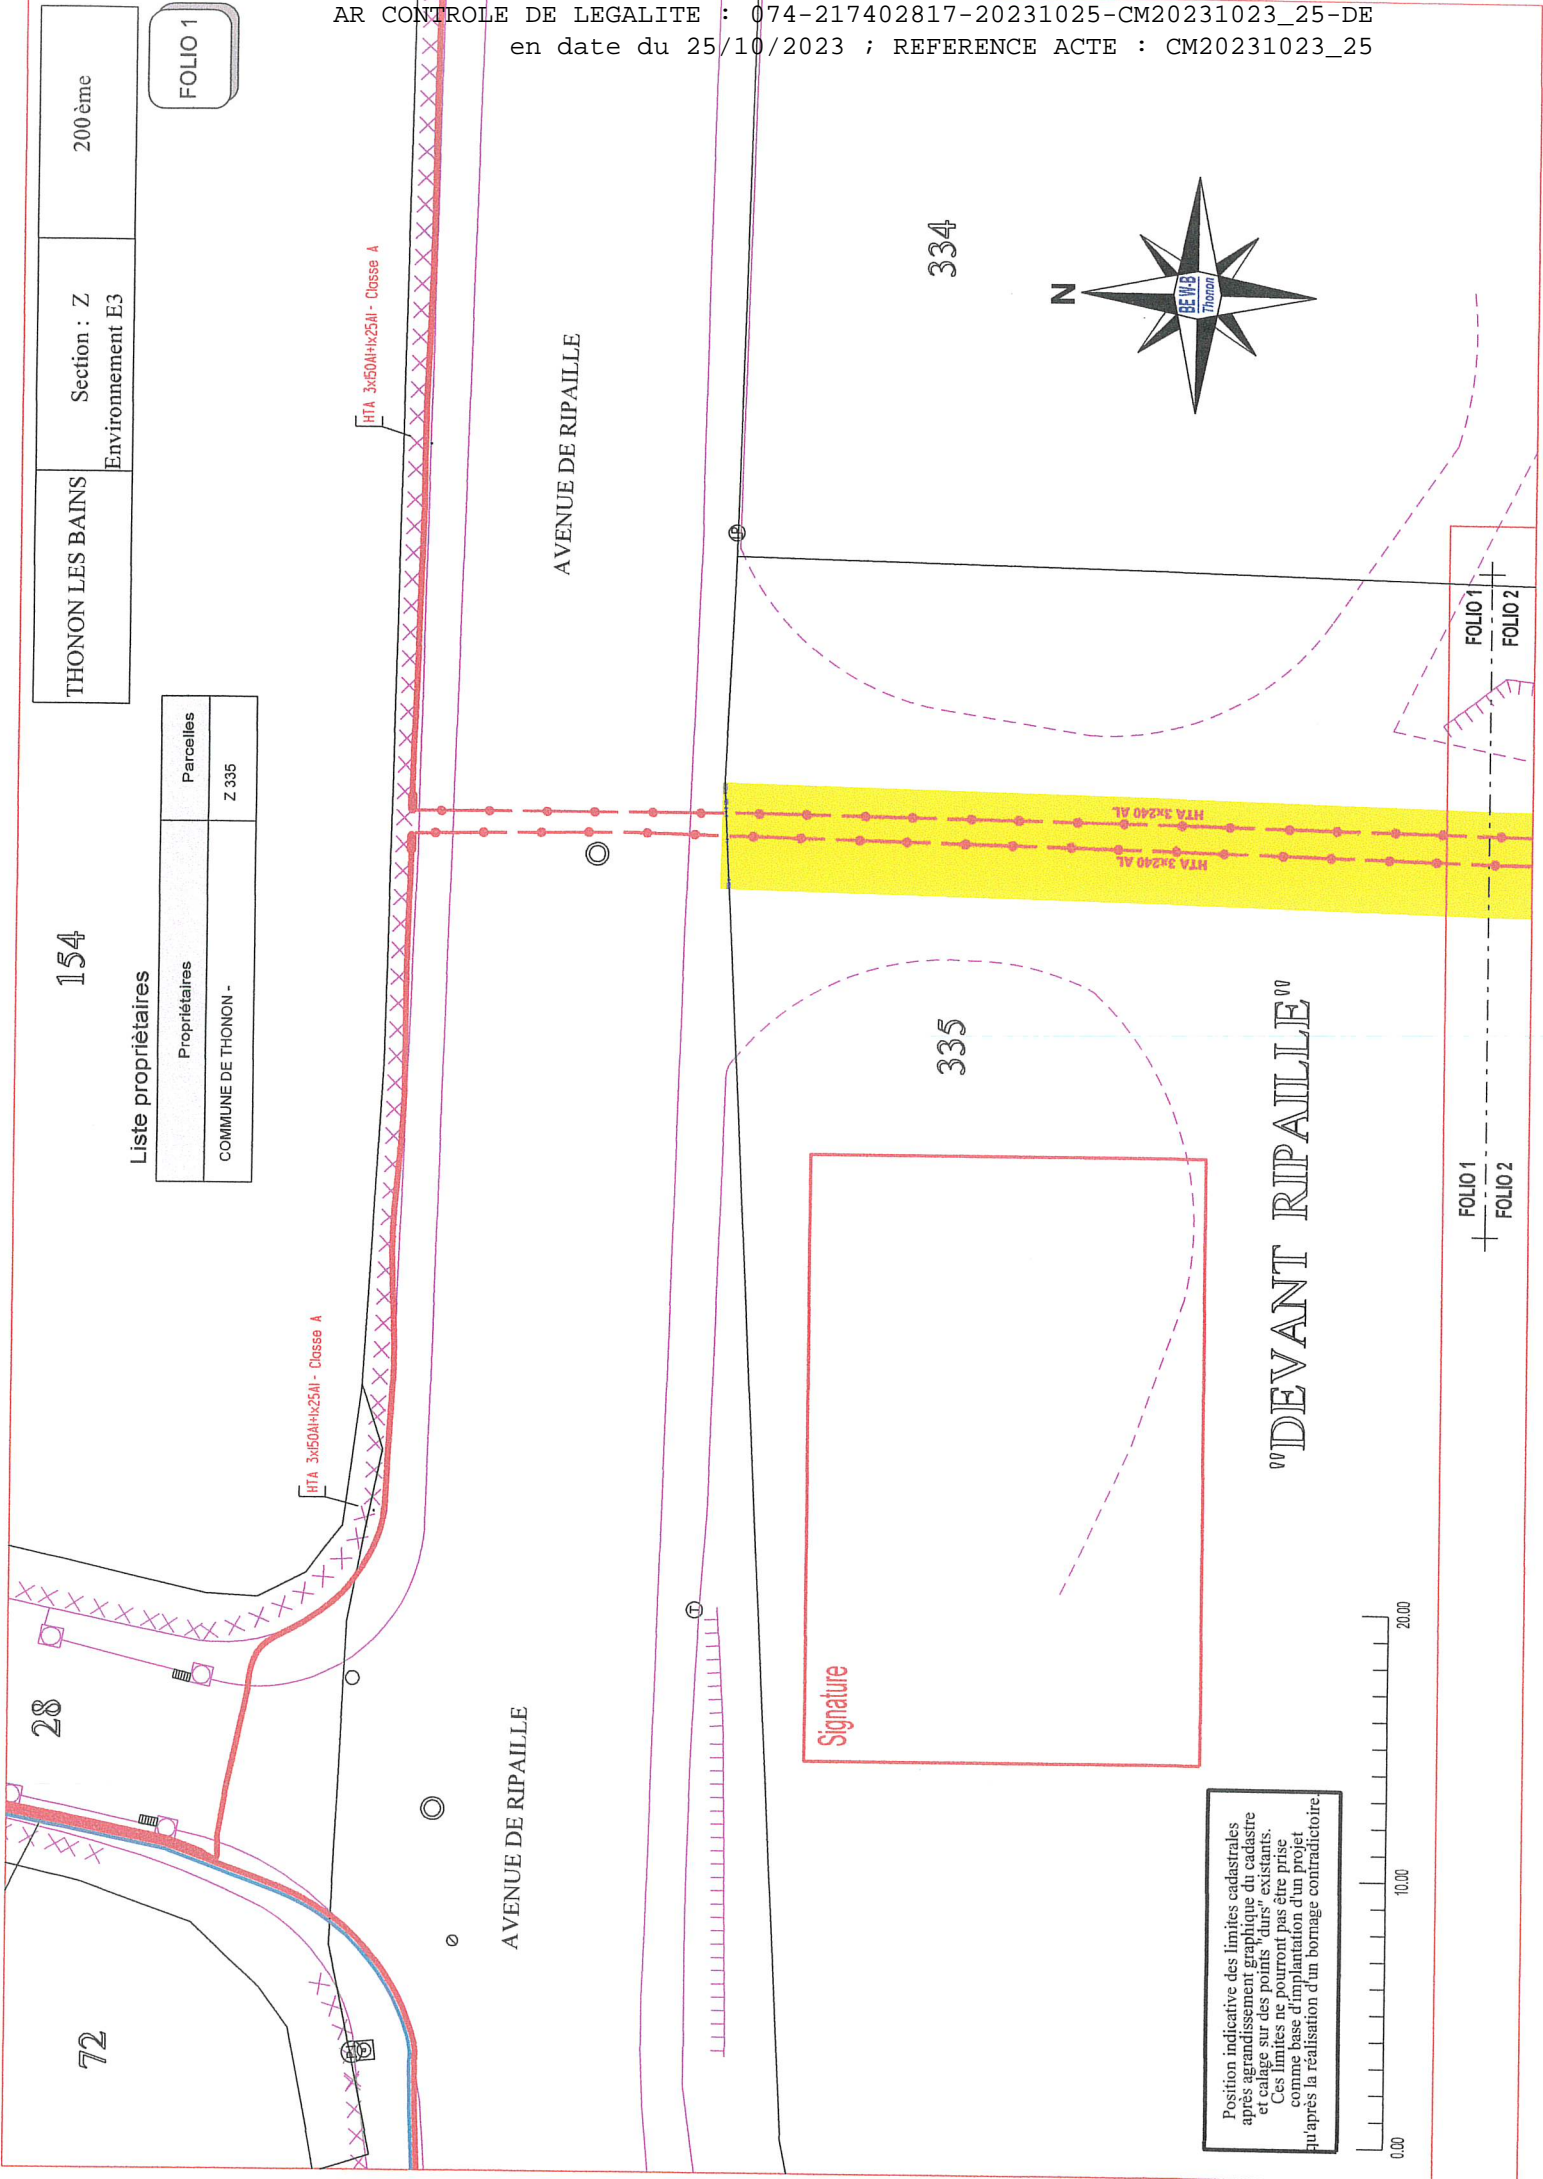 AR CONTROLE DE LEGALITE : 074-217402817-20231025-CM20231023_25-DE
en date du 25/10/2023 ; REFERENCE ACTE : CM20231023_25
THONON LES BAINS
Section : Z
Environnement E3
200ème
FOLIO 1
154
28
72
Liste propriètaires
Propriétaires
Parcelles
COMMUNE DE THONON -
Z 335
HTA 3x150Al+1x25Al - Classe A
HTA 3x150Al+1x25Al - Classe A
AVENUE DE RIPAILLE
AVENUE DE RIPAILLE
T
334
N
BE W-B
Thonon
HTA 3x240 AL
HTA 3x240 AL
335
"DEVANT RIPAILLE"
Signature
FOLIO 1
FOLIO 2
FOLIO 1
FOLIO 2
Position indicative des limites cadastrales
après agrandissement graphique du cadastre
et calage sur des points "durs" existants.
Ces limites ne pourront pas être prise
comme base d'implantation d'un projet
qu'après la réalisation d'un bornage contradictoire.
0.00
10.00
20.00